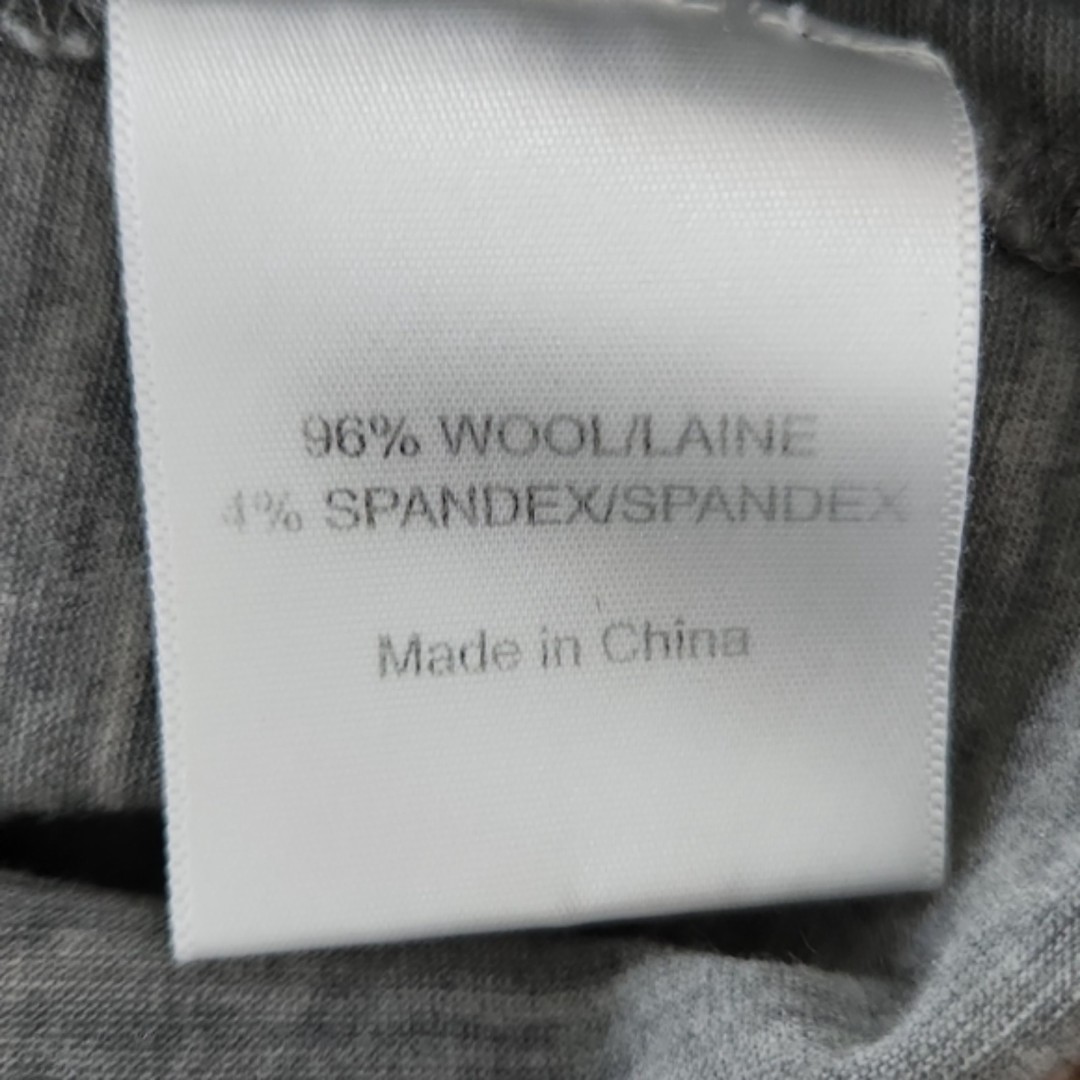 96% WOOL/LAINE
4% SPANDEX/SPANDEX
Made in China